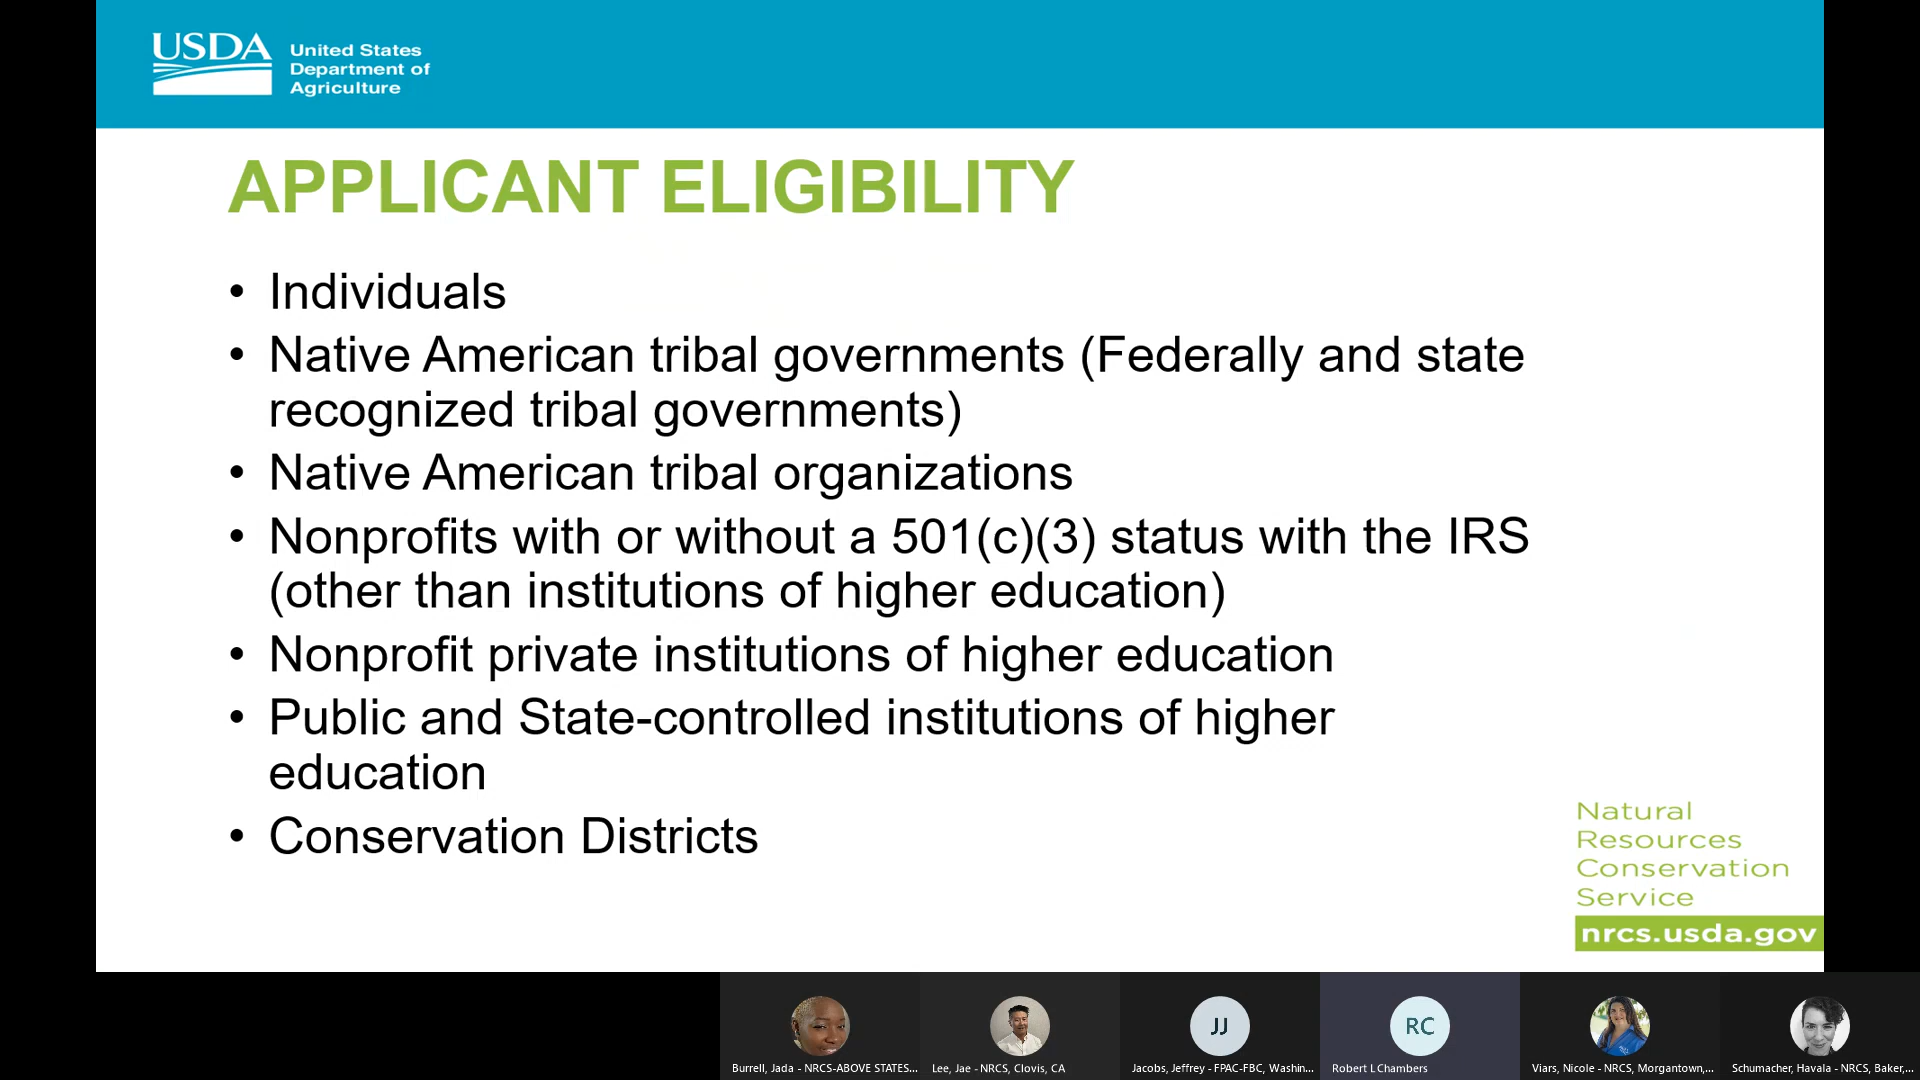 USDA
United States
Department of
Agriculture
APPLICANT ELIGIBILITY
• Individuals
• Native American tribal governments (Federally and state
recognized tribal governments)
• Native American tribal organizations
• Nonprofits with or without a 501(c)(3) status with the IRS
(other than institutions of higher education)
• Nonprofit private institutions of higher education
• Public and State-controlled institutions of higher
education
• Conservation Districts
Natural
Resources
Conservation
Service
nrcs.usda.gov
JJ
RC
Burrell, Jada - NRCS-ABOVE STATES...
Lee, Jae - NRCS, Clovis, CA
Jacobs, Jeffrey - FPAC-FBC, Washin...
Robert L Chambers
Viars, Nicole - NRCS, Morgantown,...
Schumacher, Havala - NRCS, Baker,...